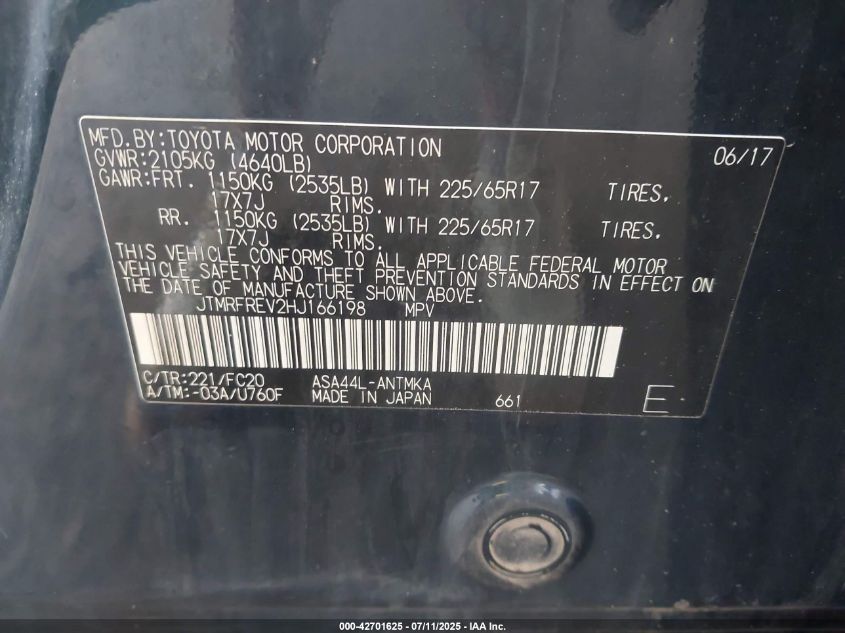 MFD.BY:TOYOTA MOTOR CORPORATION 06/17
GVWR:2105KG (4640LB)
GAWR:FRT. 1150KG (2535LB) WITH 225/65R17 TIRES.
17X7J RIMS.
RR. 1150KG (2535LB) WITH 225/65R17 TIRES.
17X7J RIMS.
THIS VEHICLE CONFORMS TO ALL APPLICABLE FEDERAL MOTOR
VEHICLE SAFETY AND THEFT PREVENTION STANDARDS IN EFFECT ON
THE DATE OF MANUFACTURE SHOWN ABOVE.
JTMRFREV2HJ166198 MPV
C/TR:221/FC20 ASA44L-ANTMKA
A/TM:-03A/U760F MADE IN JAPAN 661 E
000-42701625 - 07/11/2025 - IAA Inc.